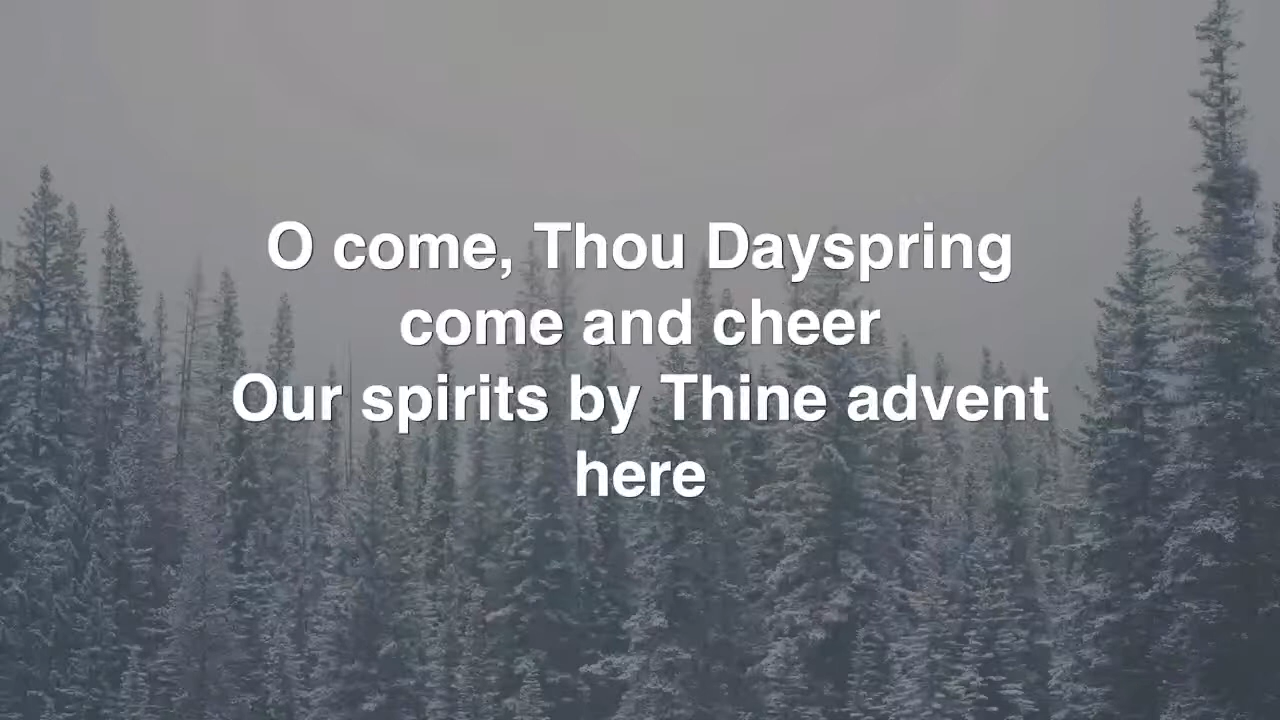 O come, Thou Dayspring
come and cheer
Our spirits by Thine advent
here